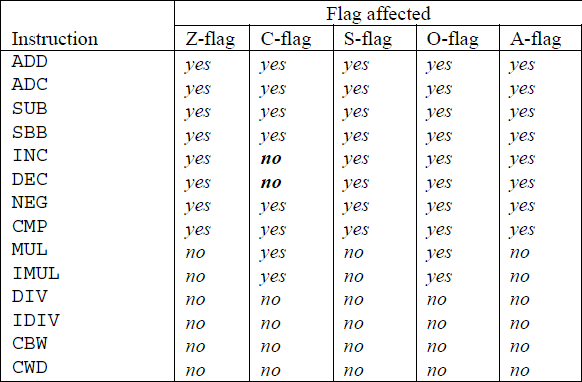 Flag affected
Instruction Z-flag C-flag S-flag O-flag A-flag
ADD yes yes yes yes yes
ADC yes yes yes yes yes
SUB yes yes yes yes yes
SBB yes yes yes yes yes
INC yes no yes yes yes
DEC yes no yes yes yes
NEG yes yes yes yes yes
CMP yes yes yes yes yes
MUL no yes no yes no
IMUL no yes no yes no
DIV no no no no no
IDIV no no no no no
CBW no no no no no
CWD no no no no no